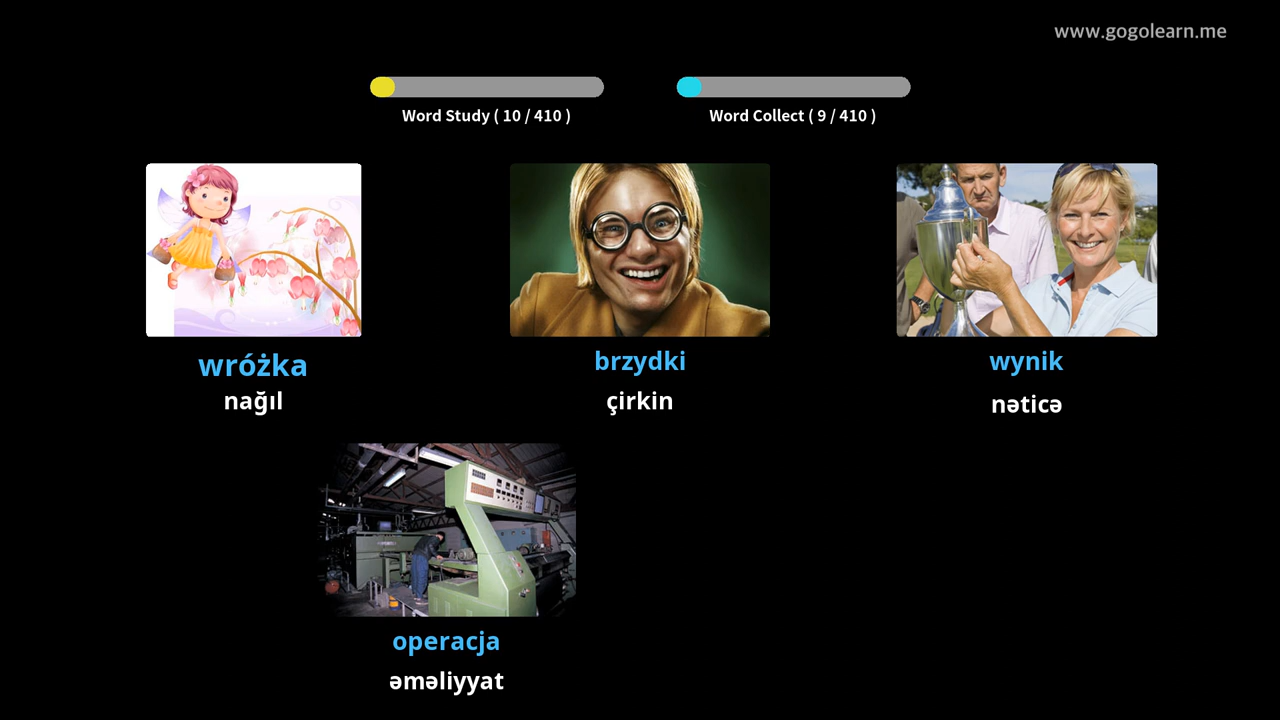 www.gogolearn.me
Word Study ( 10 / 410 )
Word Collect ( 9 / 410 )
wróżka
nağıl
brzydki
çirkin
wynik
nəticə
operacja
əməliyyat